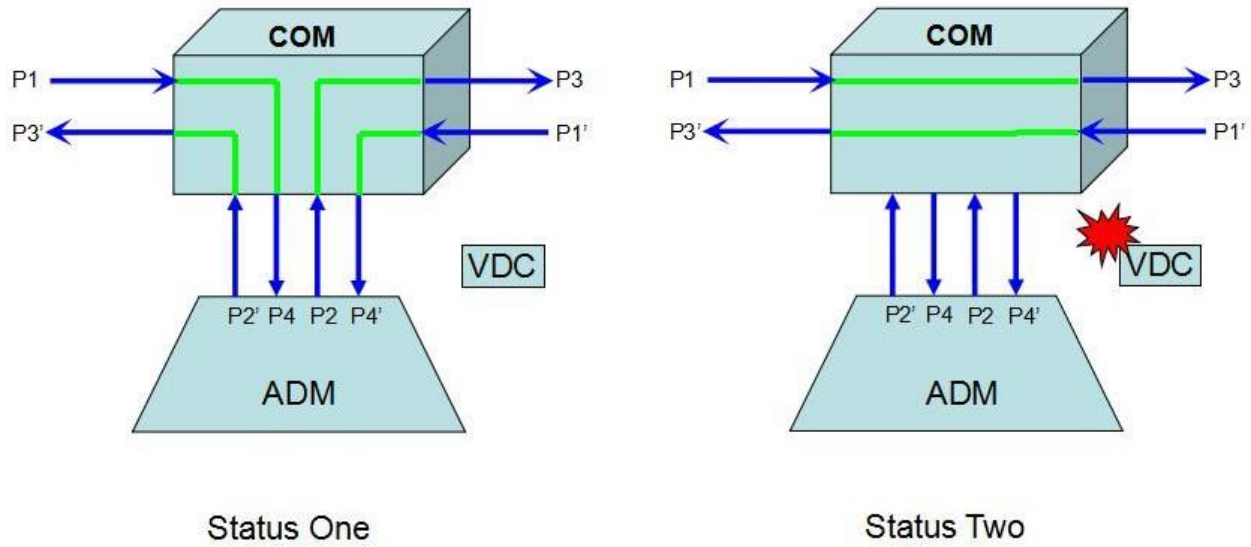 COM
P1
P3
P3'
P1'
VDC
P2' P4 P2 P4'
ADM
Status One
COM
P1
P3
P3'
P1'
VDC
P2' P4 P2 P4'
ADM
Status Two